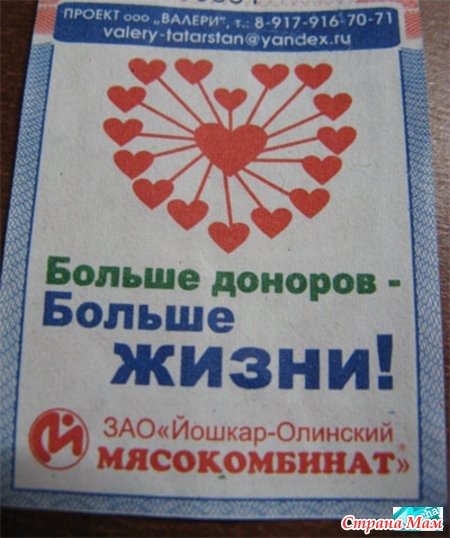 ПРОЕКТ ООО "ВАЛЕРИ", т.: 8-917-916-70-71
valery-tatarstan@yandex.ru
Больше доноров -
Больше
жизни!
ЗАО«Йошкар-Олинский
МЯСОКОМБИНАТ»
Страна Мам